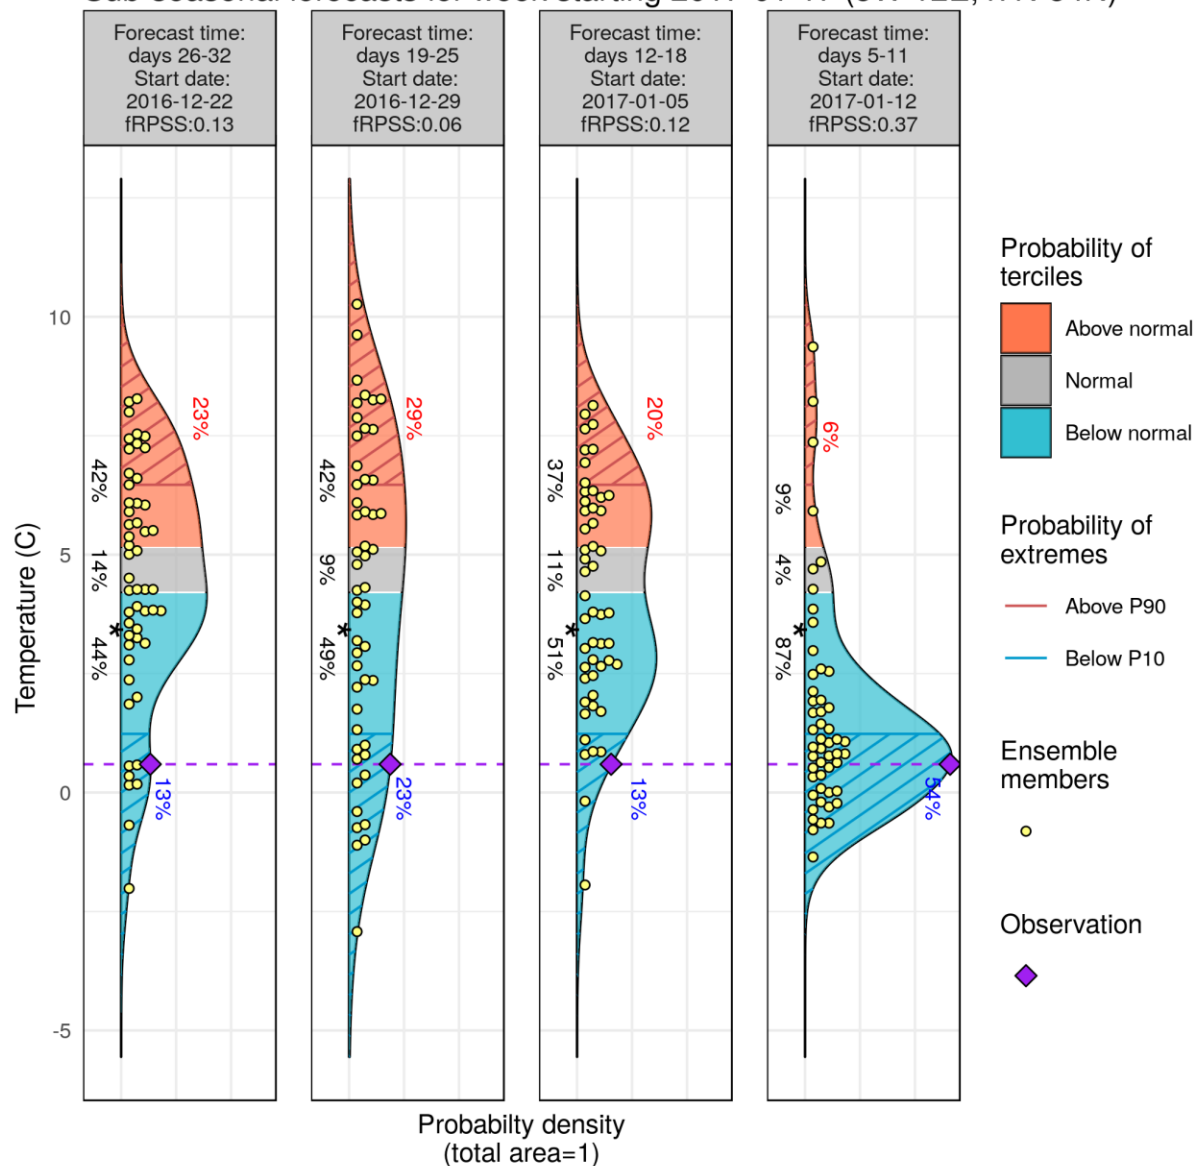 Forecast time:
days 26-32
Start date:
2016-12-22
fRPSS:0.13
Forecast time:
days 19-25
Start date:
2016-12-29
fRPSS:0.06
Forecast time:
days 12-18
Start date:
2017-01-05
fRPSS:0.12
Forecast time:
days 5-11
Start date:
2017-01-12
fRPSS:0.37
Temperature (C)
10
5
0
-5
23%
42%
14%
*
44%
13%
29%
42%
9%
*
49%
23%
20%
37%
11%
*
51%
13%
6%
9%
4%
*
87%
54%
Probability of
terciles
Above normal
Normal
Below normal
Probability of
extremes
Above P90
Below P10
Ensemble
members
Observation
Probabilty density
(total area=1)